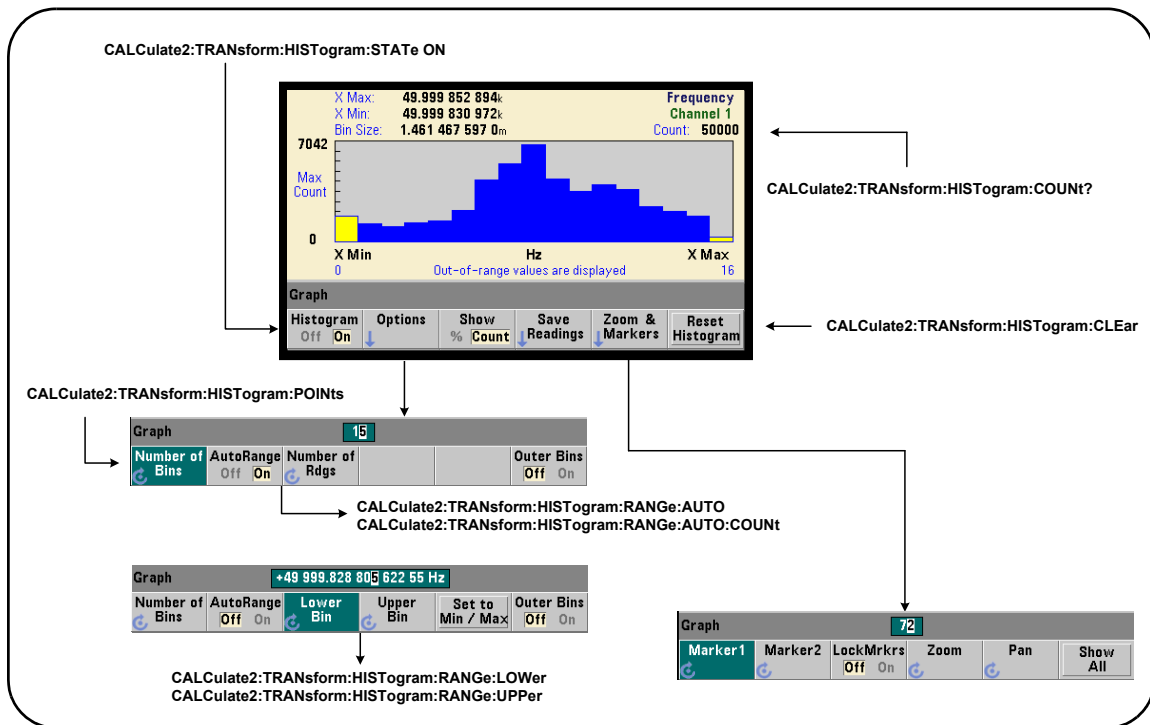 CALCulate2:TRANsform:HISTogram:STATe ON
X Max: 49.999 852 894k Frequency
X Min: 49.999 830 972k Channel 1
Bin Size: 1.461 467 597 0m Count: 50000
7042
Max
Count
0
X Min Hz X Max
0 Out-of-range values are displayed 16
Graph
Histogram Options Show Save Zoom & Reset
Off On % Count Readings Markers Histogram
CALCulate2:TRANsform:HISTogram:COUNt?
CALCulate2:TRANsform:HISTogram:CLEar
CALCulate2:TRANsform:HISTogram:POINts
Graph 15
Number of AutoRange Number of Outer Bins
Bins Off On Rdgs Off On
CALCulate2:TRANsform:HISTogram:RANGe:AUTO
CALCulate2:TRANsform:HISTogram:RANGe:AUTO:COUNt
Graph +49 999.828 805 622 55 Hz
Number of AutoRange Lower Upper Set to Outer Bins
Bins Off On Bin Bin Min / Max Off On
CALCulate2:TRANsform:HISTogram:RANGe:LOWer
CALCulate2:TRANsform:HISTogram:RANGe:UPPer
Graph 72
Marker1 Marker2 LockMrkrs Zoom Pan Show
Off On All